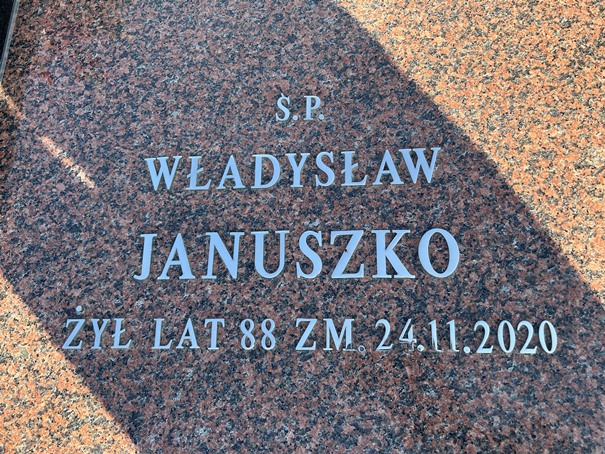 Ś.P.
WŁADYSŁAW
JANUSZKO
ŻYŁ LAT 88 ZM. 24.11.2020